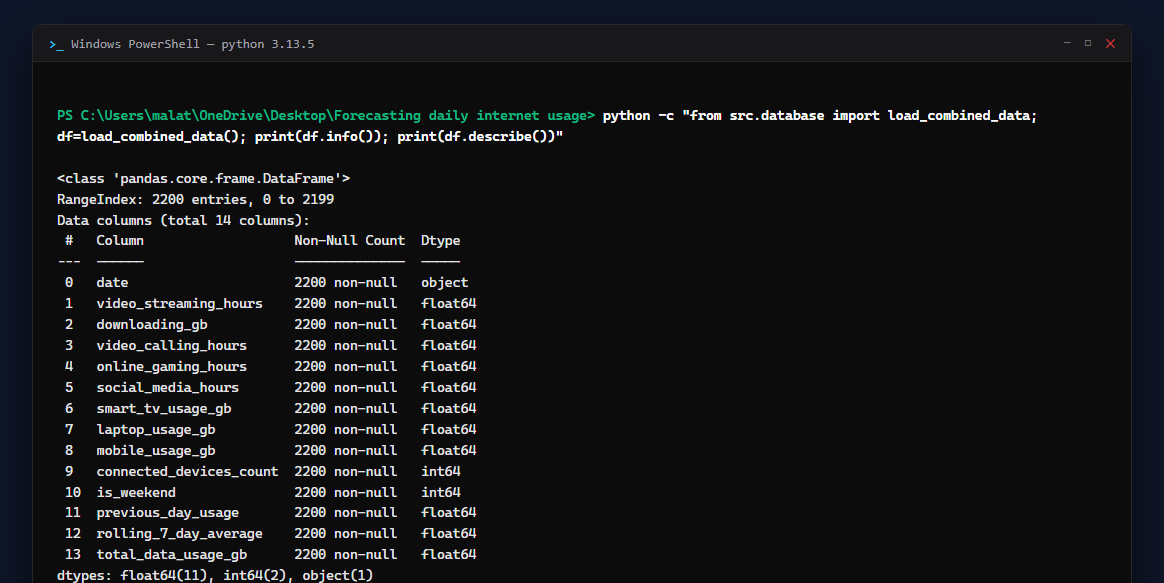 >_ Windows PowerShell — python 3.13.5
PS C:\Users\malat\OneDrive\Desktop\Forecasting daily internet usage> python -c "from src.database import load_combined_data;
df=load_combined_data(); print(df.info()); print(df.describe())"
<class 'pandas.core.frame.DataFrame'>
RangeIndex: 2200 entries, 0 to 2199
Data columns (total 14 columns):
 #   Column                   Non-Null Count  Dtype
---  ------                   --------------  -----
 0   date                     2200 non-null   object
 1   video_streaming_hours    2200 non-null   float64
 2   downloading_gb           2200 non-null   float64
 3   video_calling_hours      2200 non-null   float64
 4   online_gaming_hours      2200 non-null   float64
 5   social_media_hours       2200 non-null   float64
 6   smart_tv_usage_gb        2200 non-null   float64
 7   laptop_usage_gb          2200 non-null   float64
 8   mobile_usage_gb          2200 non-null   float64
 9   connected_devices_count  2200 non-null   int64
 10  is_weekend               2200 non-null   int64
 11  previous_day_usage       2200 non-null   float64
 12  rolling_7_day_average    2200 non-null   float64
 13  total_data_usage_gb      2200 non-null   float64
dtypes: float64(11), int64(2), object(1)